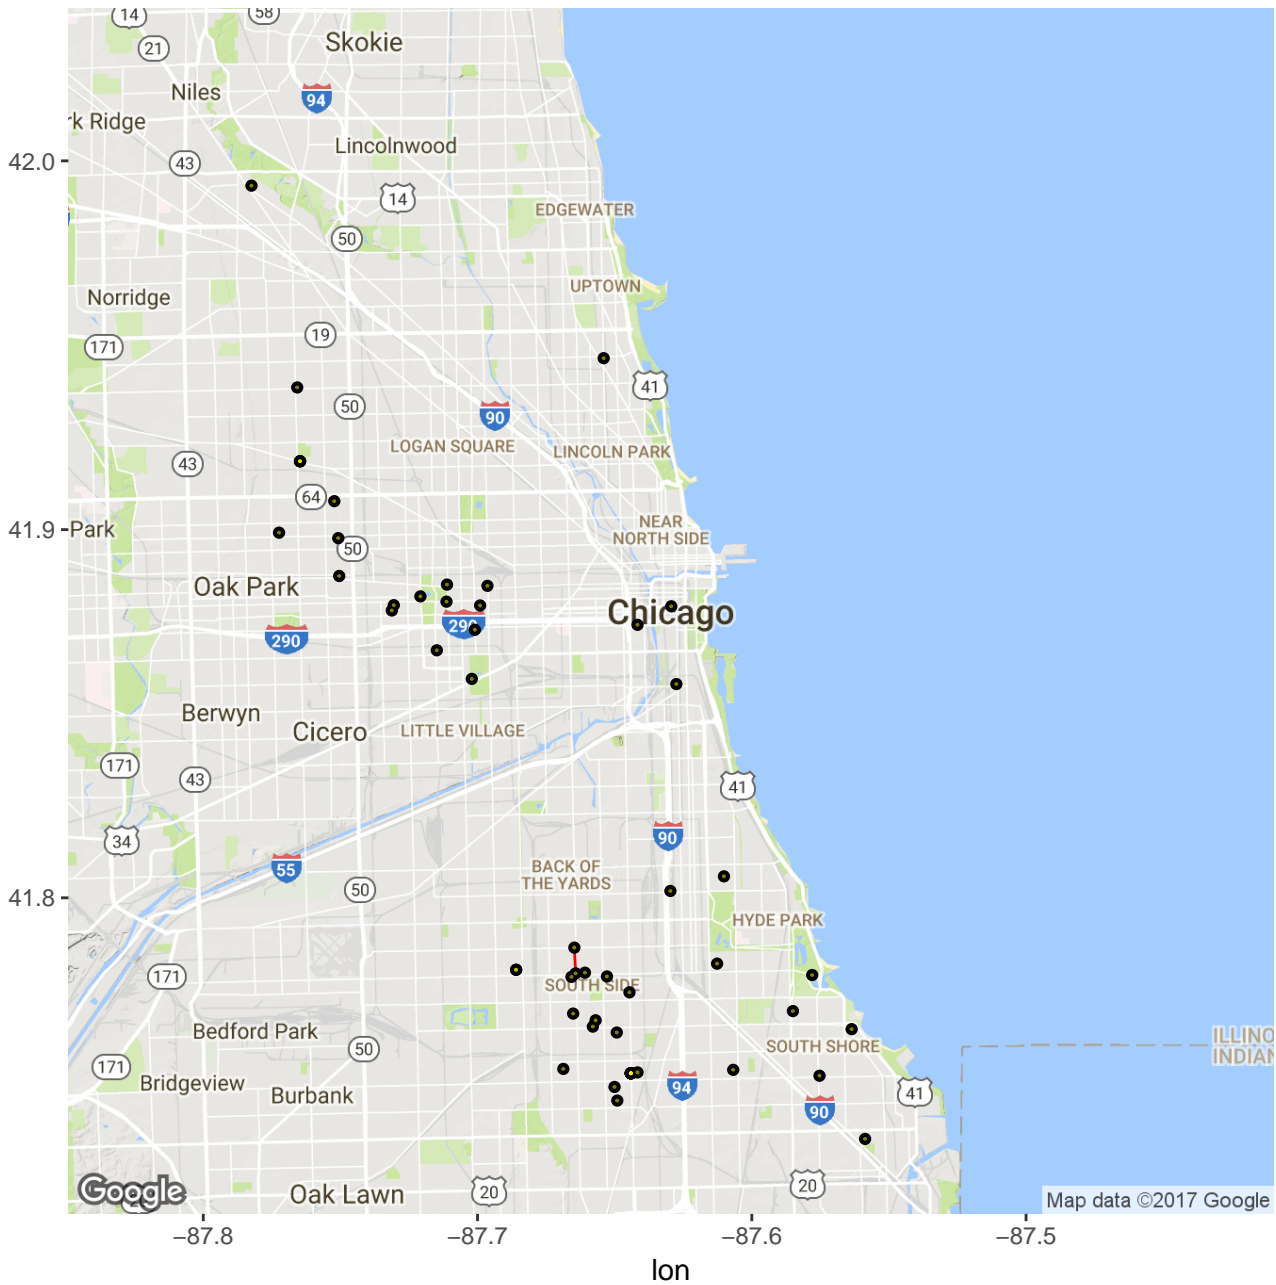 14
58
21
Skokie
Niles
94
rk Ridge
Lincolnwood
42.0
43
14
EDGEWATER
50
UPTOWN
Norridge
19
171
41
50
90
LOGAN SQUARE
LINCOLN PARK
43
64
NEAR
NORTH SIDE
41.9
Park
50
Oak Park
290
Chicago
290
Berwyn
Cicero
LITTLE VILLAGE
171
43
41
34
90
55
BACK OF
THE YARDS
50
41.8
HYDE PARK
171
SOUTH SIDE
Bedford Park
50
SOUTH SHORE
ILLINO
INDIAN
171
Bridgeview
Burbank
94
41
90
Google
Oak Lawn
20
20
Map data ©2017 Google
−87.8
−87.7
−87.6
−87.5
lon